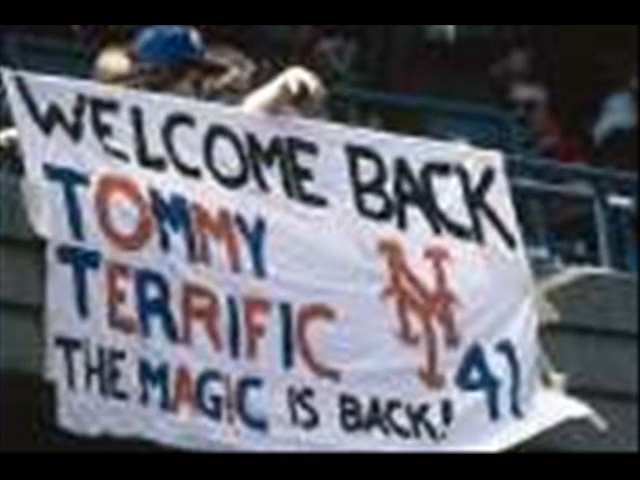 WELCOME BACK
TOMMY
TERRIFIC
NY
41
THE MAGIC IS BACK!